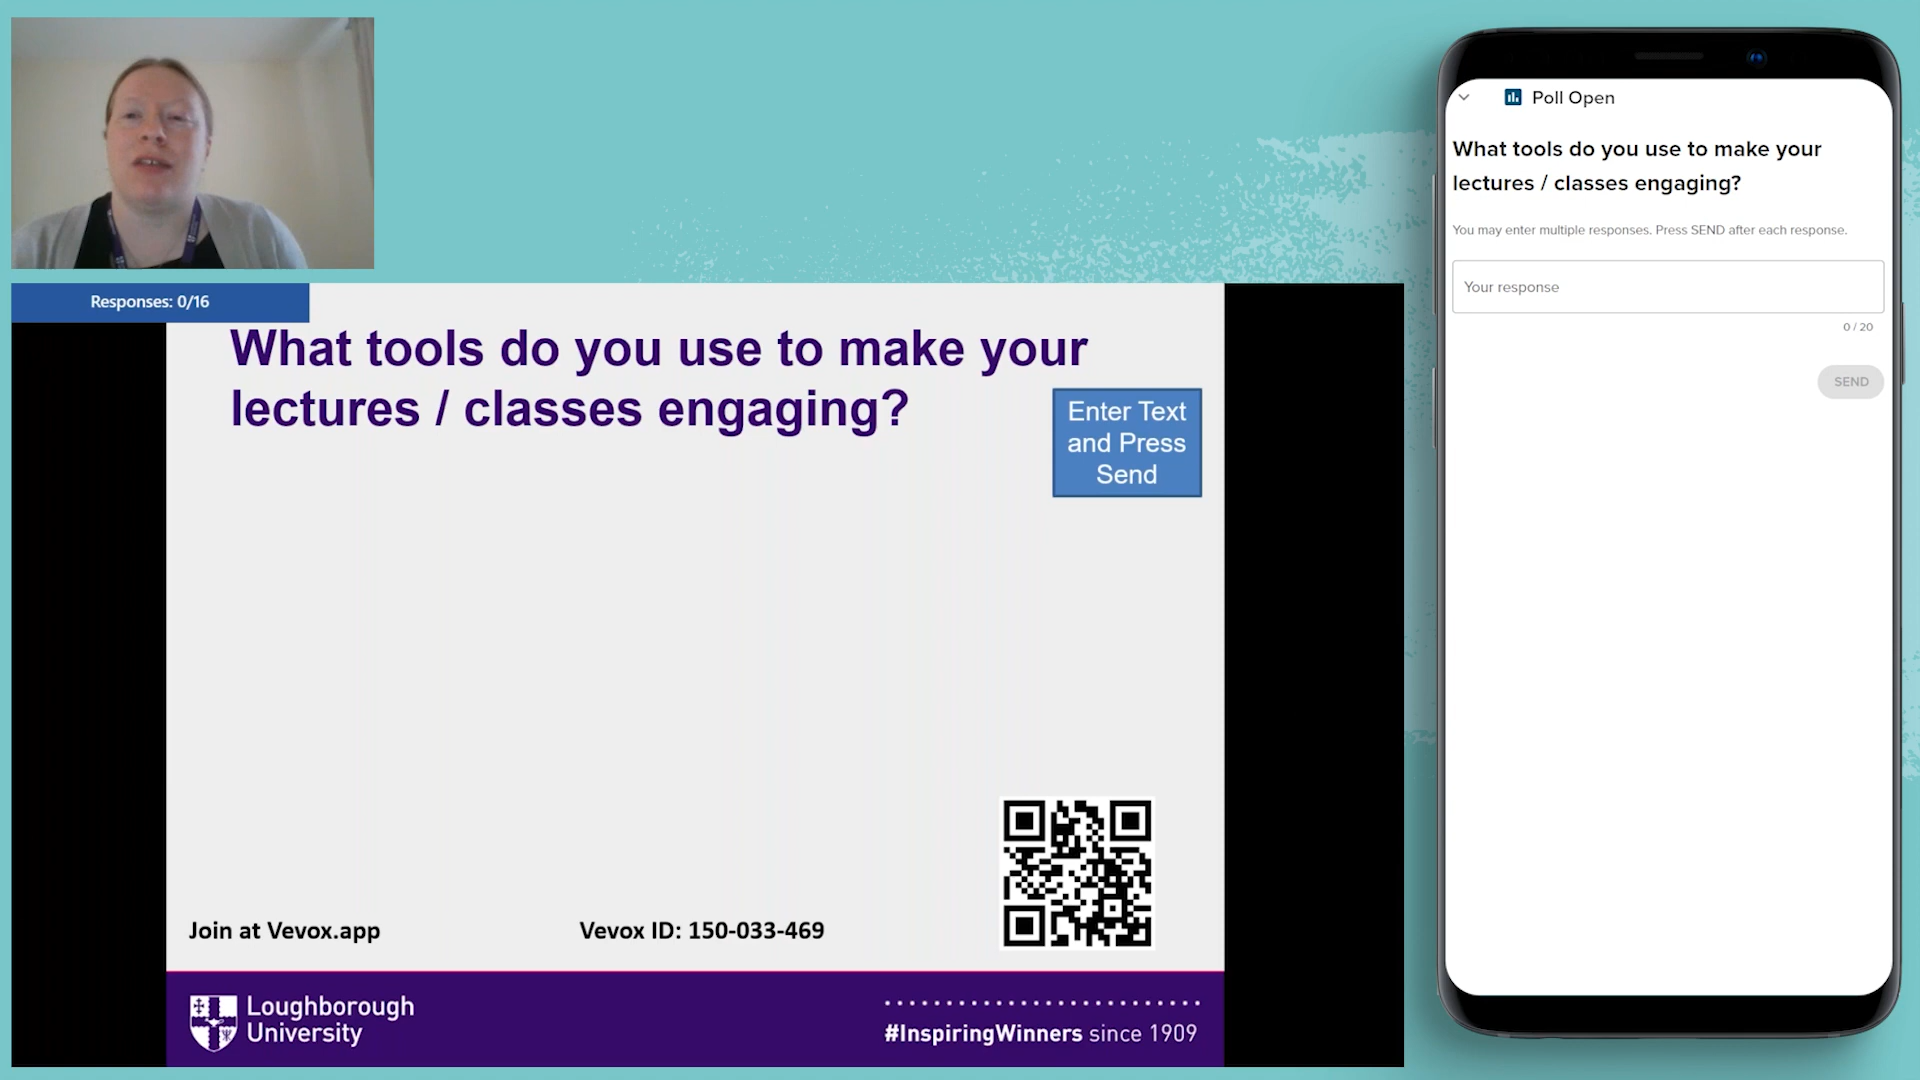 Responses: 0/16
What tools do you use to make your
lectures / classes engaging?
Enter Text
and Press
Send
Join at Vevox.app
Vevox ID: 150-033-469
Loughborough
University
#InspiringWinners since 1909
Poll Open
What tools do you use to make your
lectures / classes engaging?
You may enter multiple responses. Press SEND after each response.
Your response
0 / 20
SEND